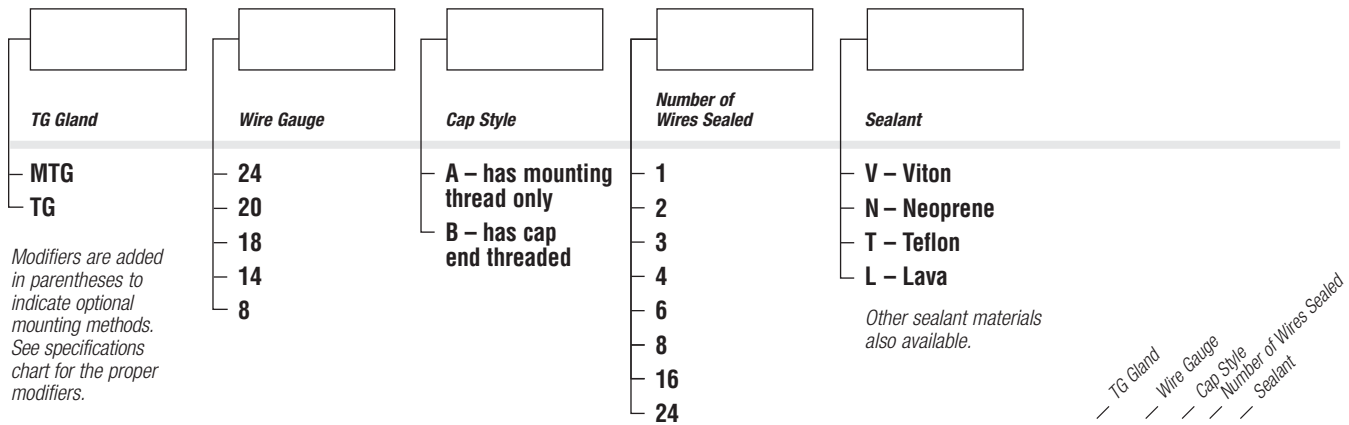 TG Gland
Wire Gauge
Cap Style
Number of
Wires Sealed
Sealant
MTG
TG
Modifiers are added
in parentheses to
indicate optional
mounting methods.
See specifications
chart for the proper
modifiers.
24
20
18
14
8
A – has mounting
thread only
B – has cap
end threaded
1
2
3
4
6
8
16
24
V – Viton
N – Neoprene
T – Teflon
L – Lava
Other sealant materials
also available.
TG Gland
Wire Gauge
Cap Style
Number of Wires Sealed
Sealant